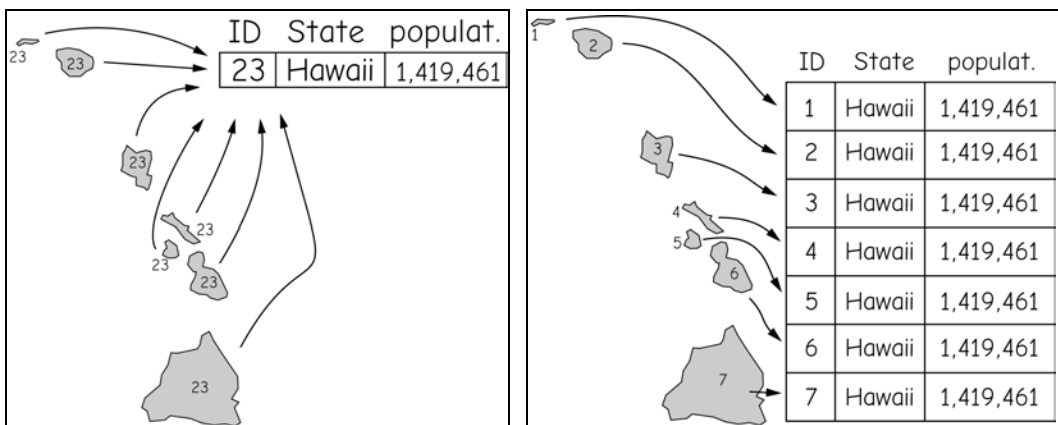 ID State populat.
23 Hawaii 1,419,461
23
23
23
23
23
23
23
1
2
3
4
5
6
7
ID State populat.
1 Hawaii 1,419,461
2 Hawaii 1,419,461
3 Hawaii 1,419,461
4 Hawaii 1,419,461
5 Hawaii 1,419,461
6 Hawaii 1,419,461
7 Hawaii 1,419,461